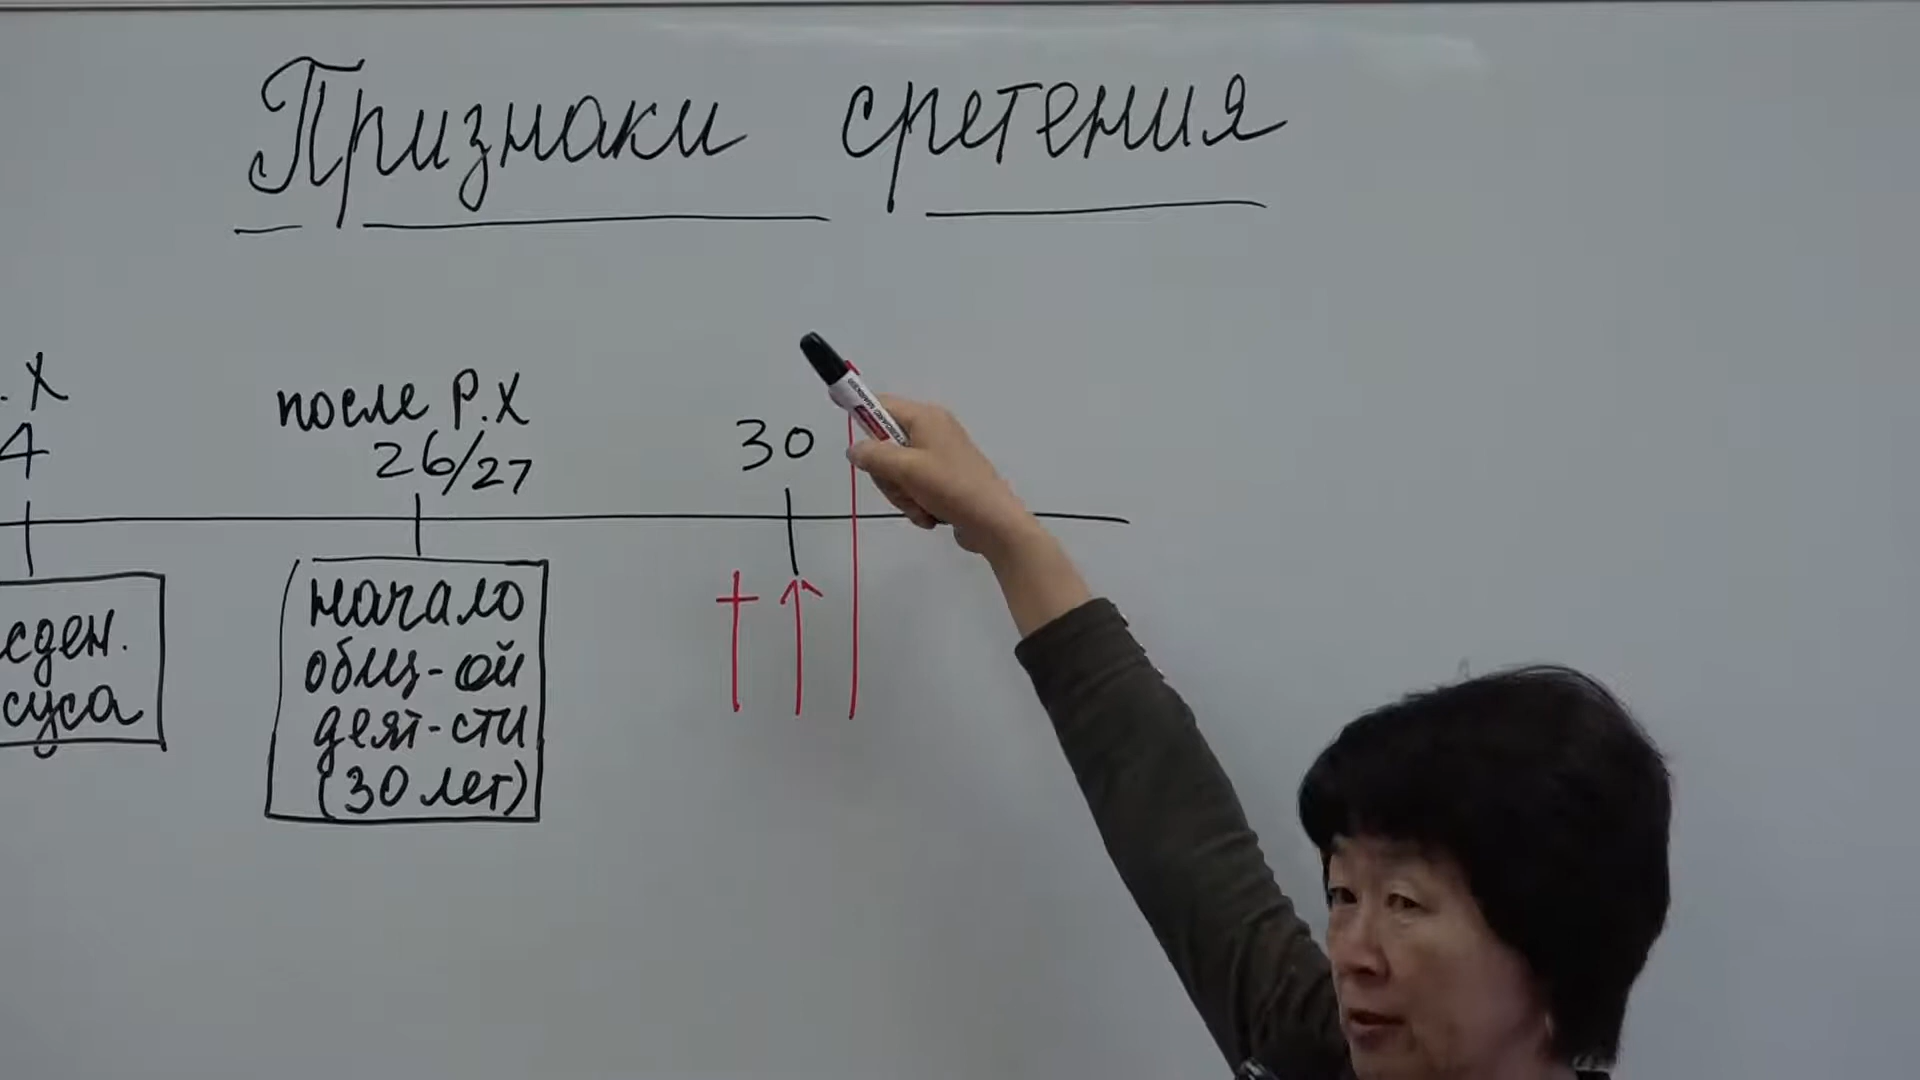 Признаки сретения
. Х
4
после Р.Х
26/27
30
сден.
суса
начало
общ-ой
деят-сти
(30 лет)